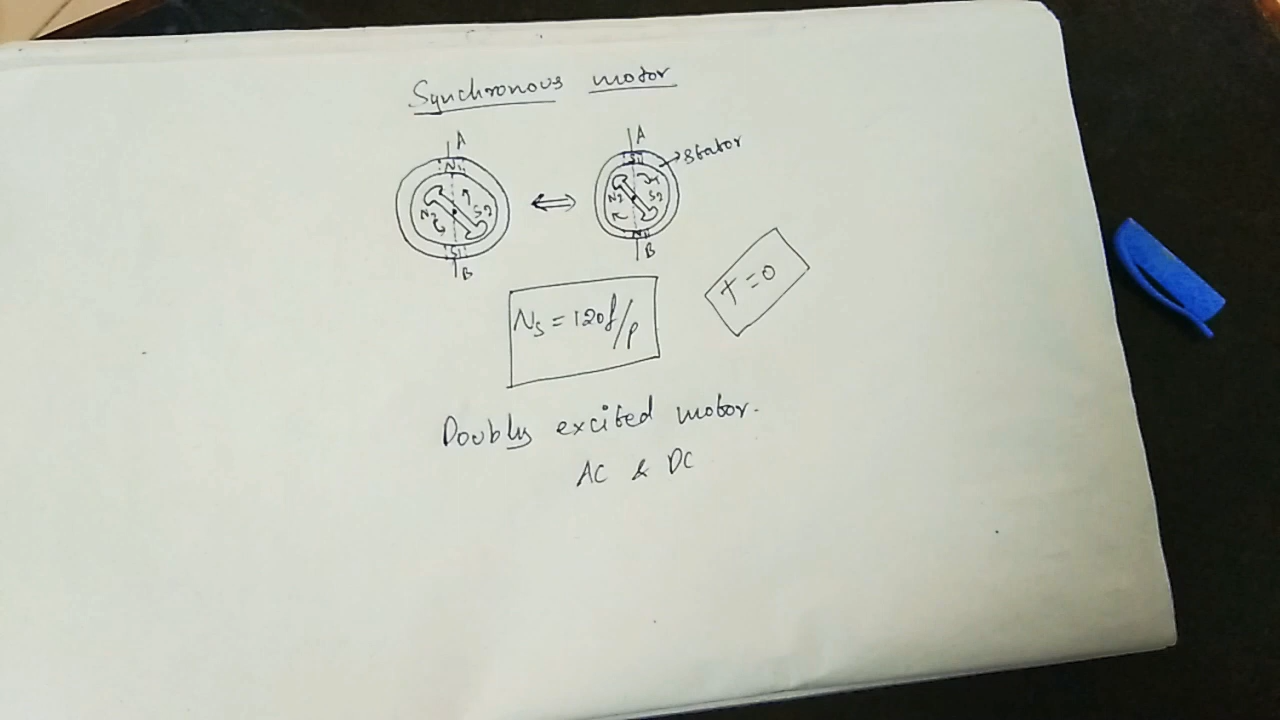 Synchronous motor
A A
N1 S1 → stator
N2 S2 ⇔ N2 S2
S1 N1
B B
Ns = 120f/p
T = 0
Doubly excited motor.
AC & DC